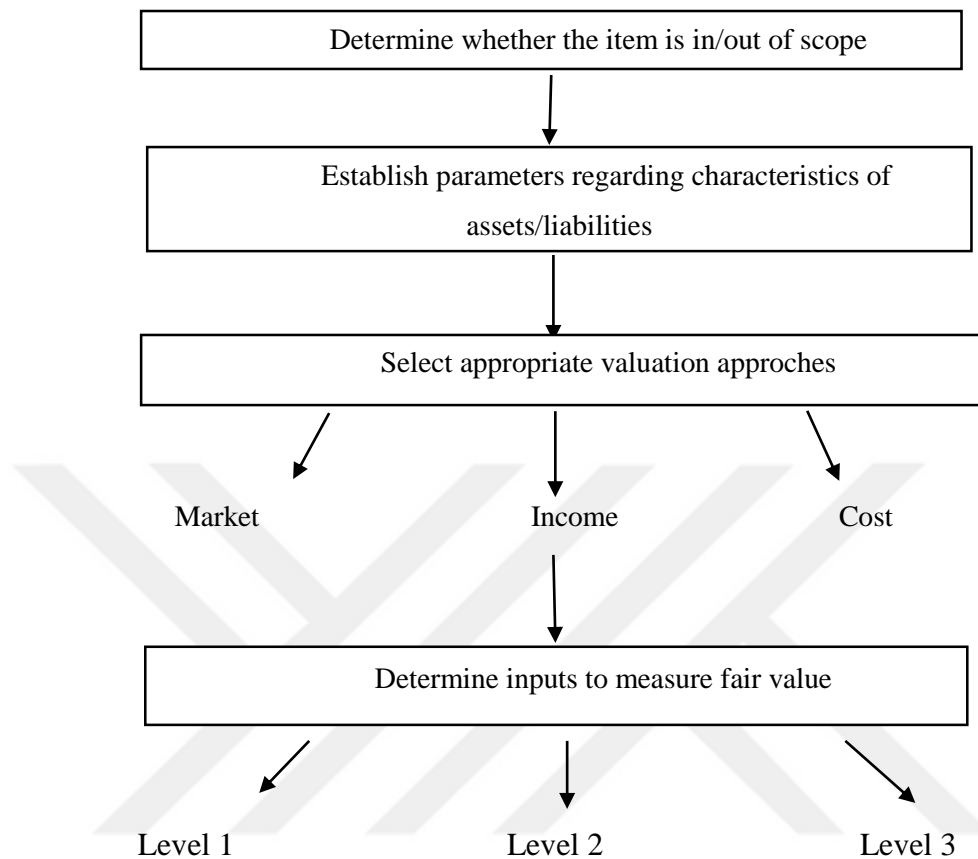 Determine whether the item is in/out of scope
Establish parameters regarding characteristics of
assets/liabilities
Select appropriate valuation approches
Market Income Cost
Determine inputs to measure fair value
Level 1 Level 2 Level 3